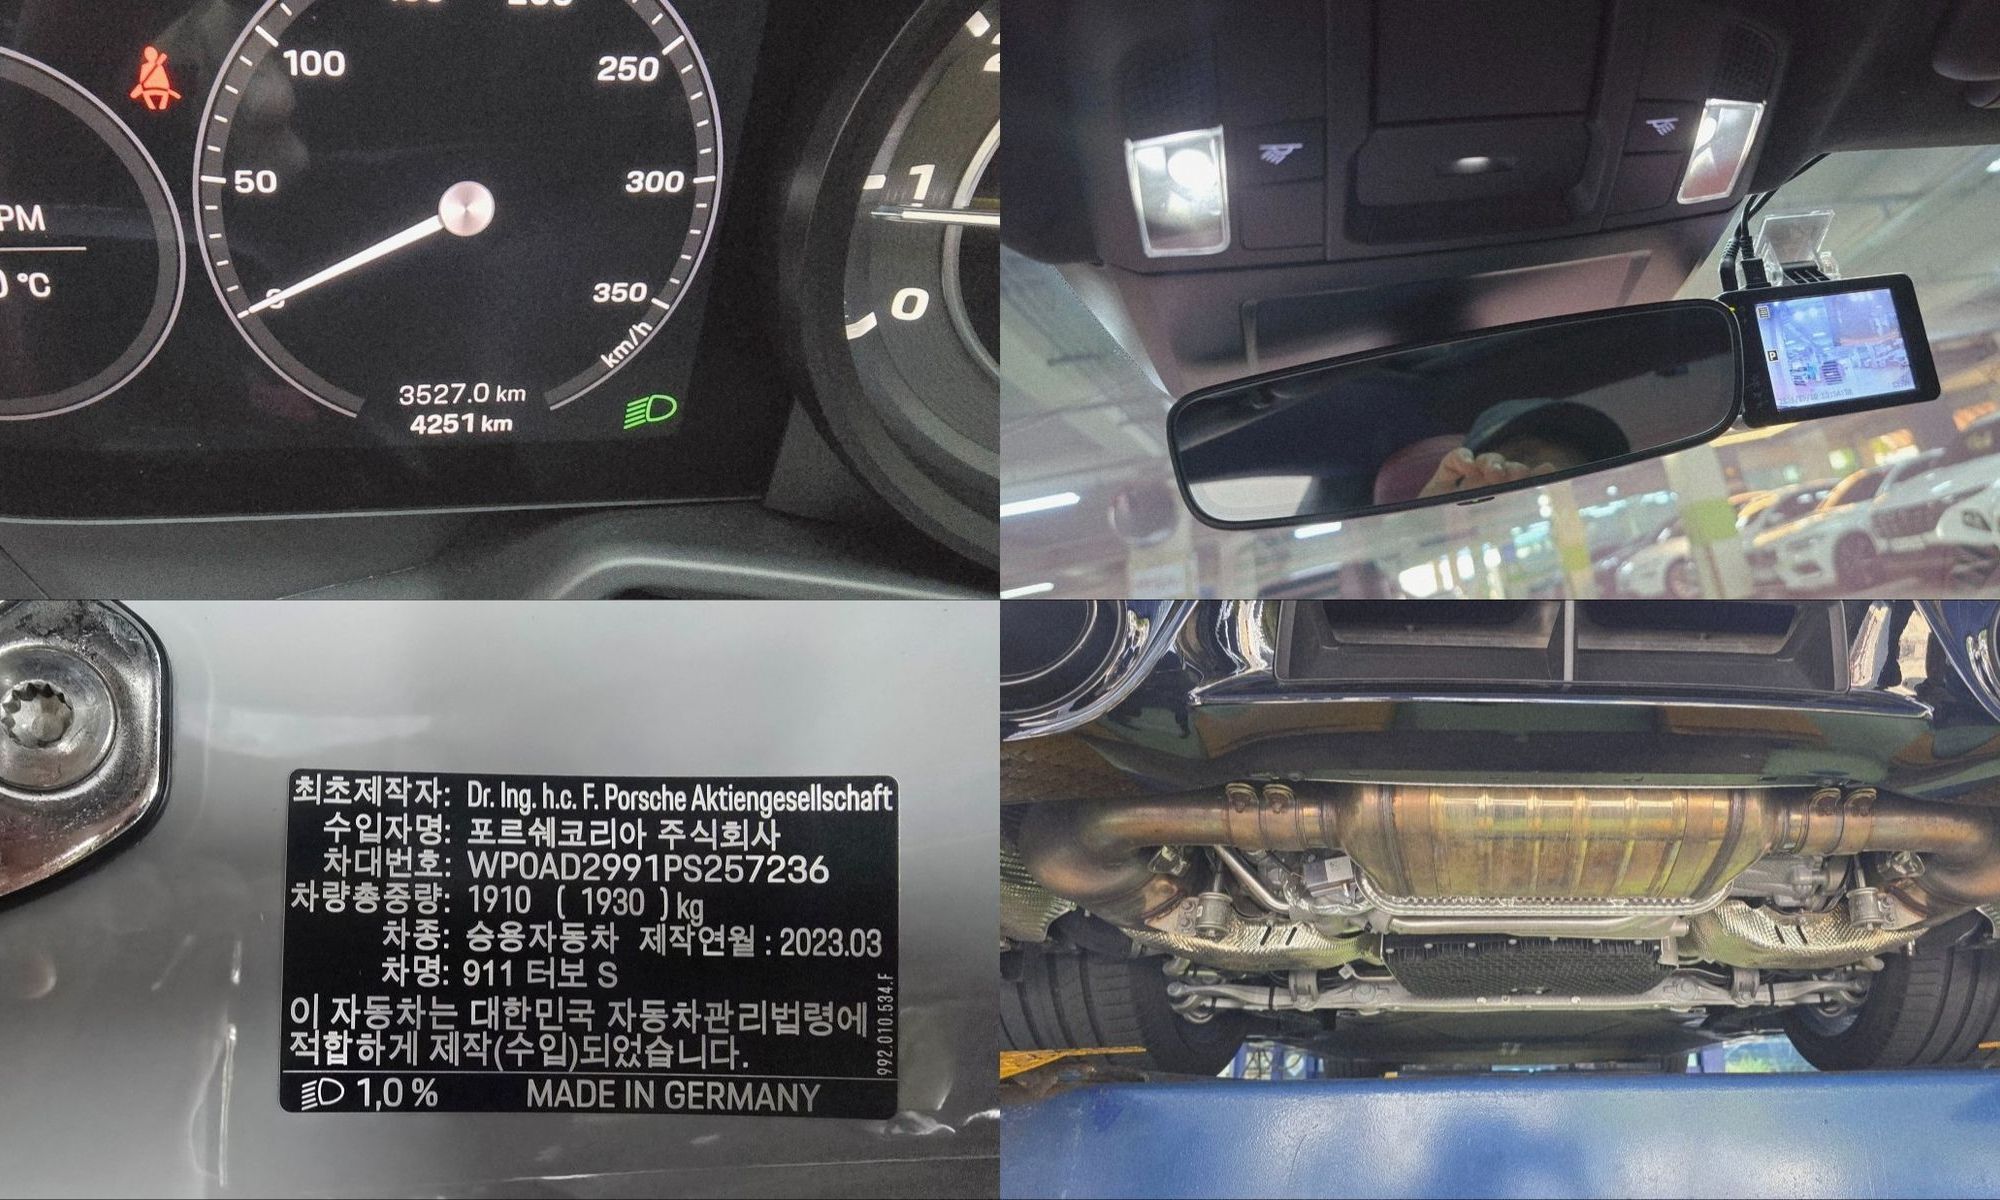 100
250
50
300
350
km/h
PM
°C
3527.0 km
4251 km
1
0
P
최초제작자: Dr. Ing. h.c. F. Porsche Aktiengesellschaft
수입자명: 포르쉐코리아 주식회사
차대번호: WP0AD2991PS257236
차량총중량: 1910 ( 1930 ) kg
차종: 승용자동차 제작연월 : 2023.03
차명: 911 터보 S
이 자동차는 대한민국 자동차관리법령에
적합하게 제작(수입)되었습니다.
992.010.534.F
1,0 % MADE IN GERMANY